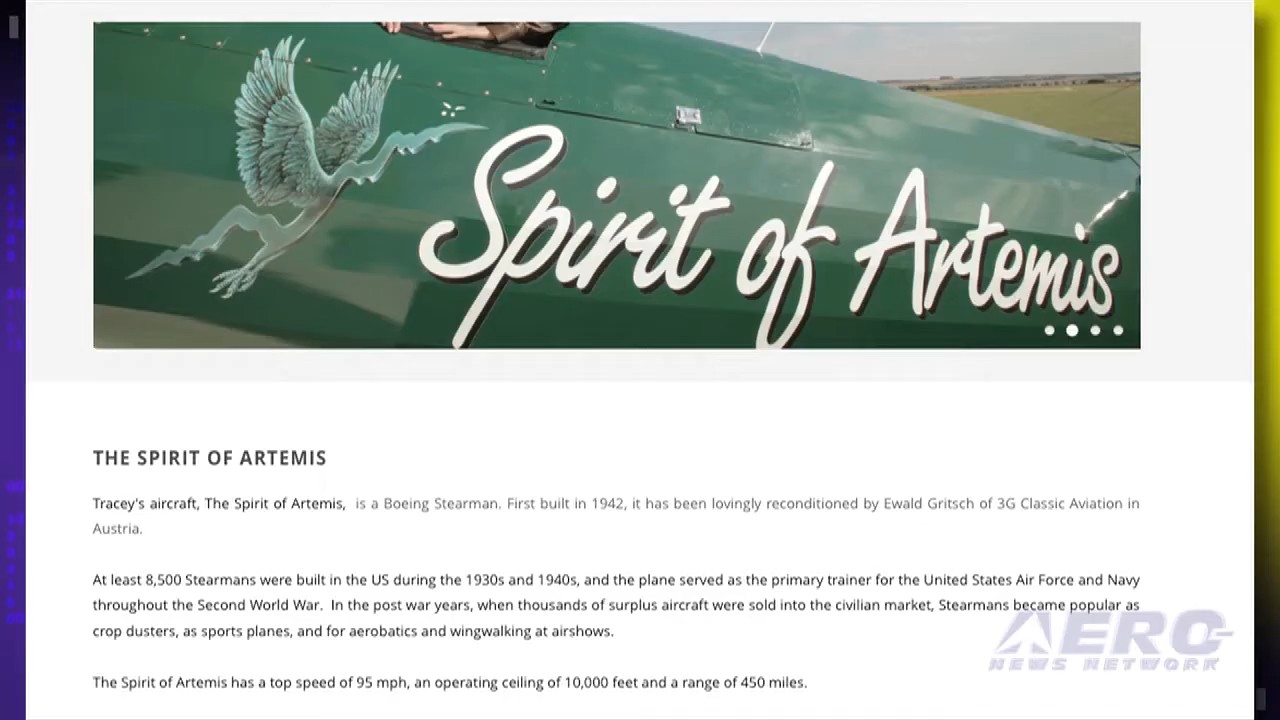 Spirit of Artemis
THE SPIRIT OF ARTEMIS
Tracey's aircraft, The Spirit of Artemis, is a Boeing Stearman. First built in 1942, it has been lovingly reconditioned by Ewald Gritsch of 3G Classic Aviation in
Austria.
At least 8,500 Stearmans were built in the US during the 1930s and 1940s, and the plane served as the primary trainer for the United States Air Force and Navy
throughout the Second World War. In the post war years, when thousands of surplus aircraft were sold into the civilian market, Stearmans became popular as
crop dusters, as sports planes, and for aerobatics and wingwalking at airshows.
AERO
NEWS NETWORK
The Spirit of Artemis has a top speed of 95 mph, an operating ceiling of 10,000 feet and a range of 450 miles.